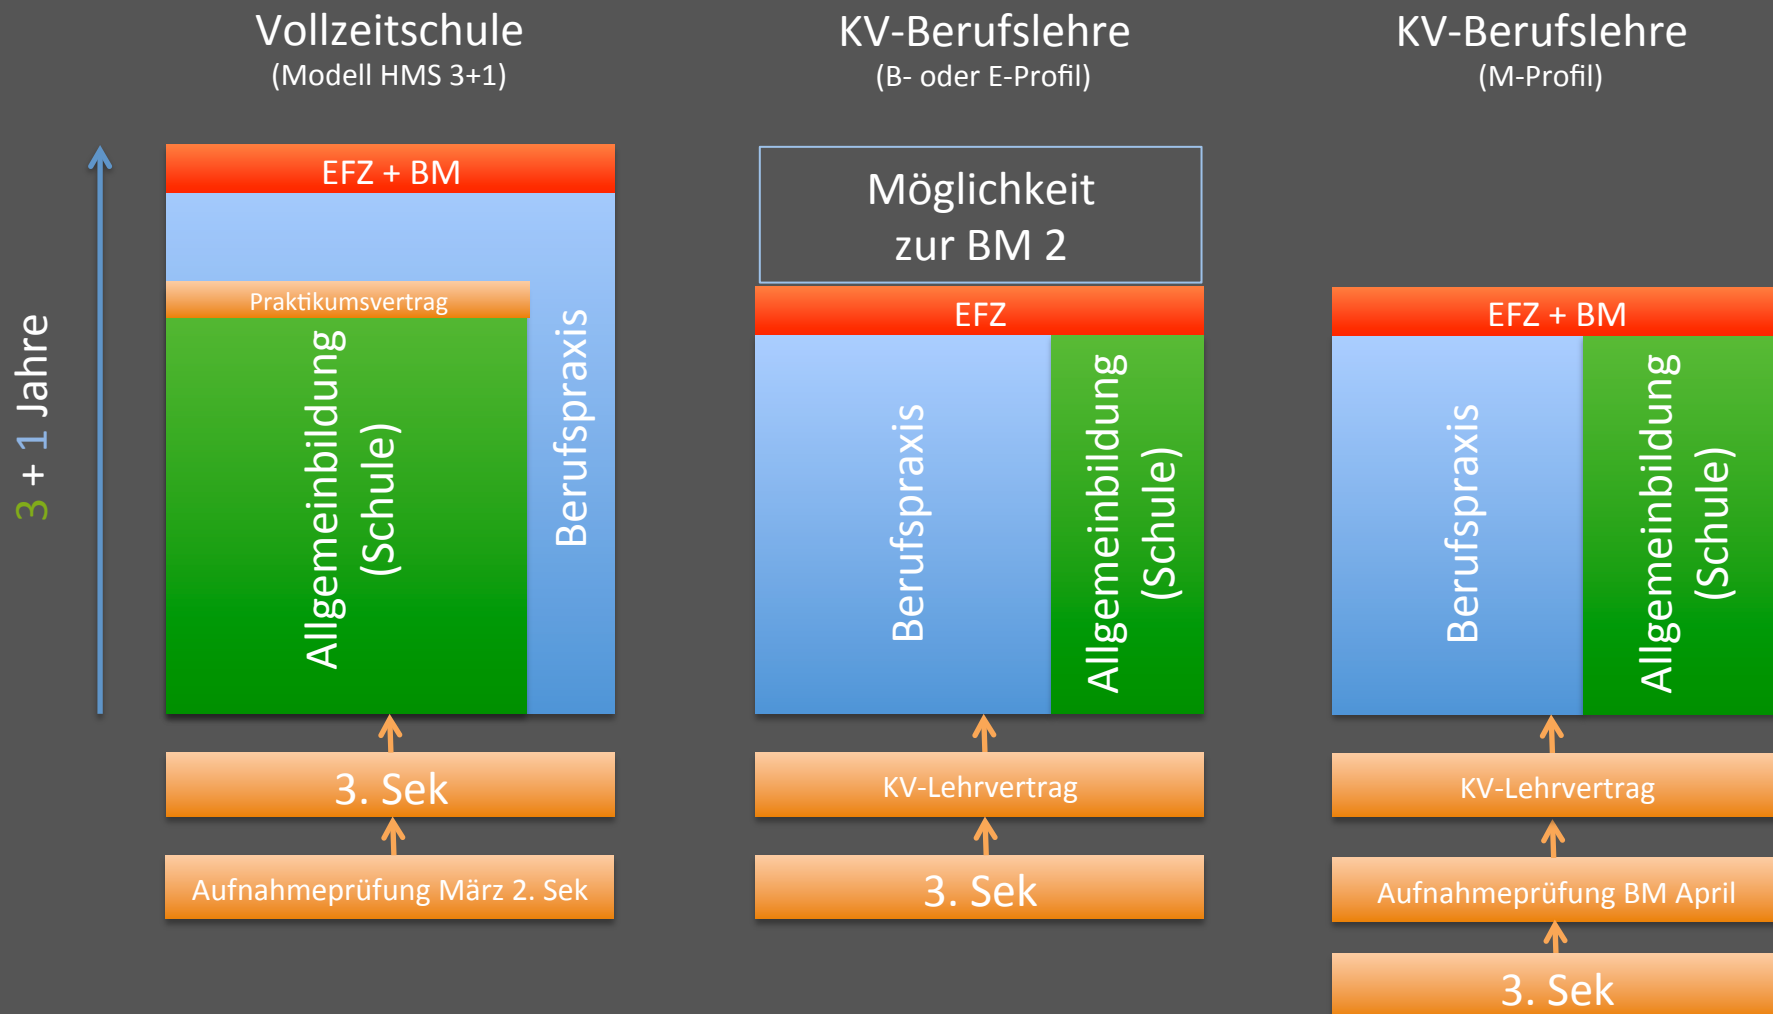 Vollzeitschule
(Modell HMS 3+1)
3 + 1 Jahre
EFZ + BM
Praktikumsvertrag
Allgemeinbildung
(Schule)
Berufspraxis
3. Sek
Aufnahmeprüfung März 2. Sek
KV-Berufslehre
(B- oder E-Profil)
Möglichkeit
zur BM 2
EFZ
Berufspraxis
Allgemeinbildung
(Schule)
KV-Lehrvertrag
3. Sek
KV-Berufslehre
(M-Profil)
EFZ + BM
Berufspraxis
Allgemeinbildung
(Schule)
KV-Lehrvertrag
Aufnahmeprüfung BM April
3. Sek